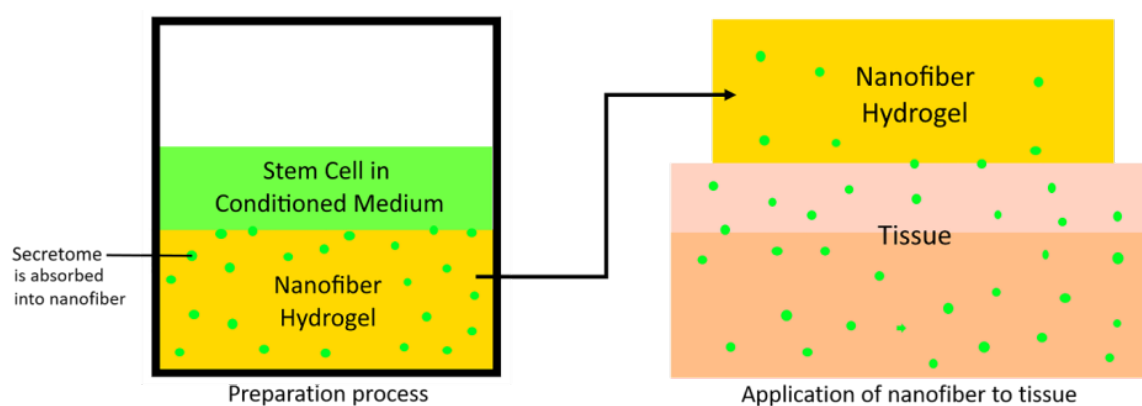 Stem Cell in
Conditioned Medium
Secretome
is absorbed
into nanofiber
Nanofiber
Hydrogel
Preparation process
Nanofiber
Hydrogel
Tissue
Application of nanofiber to tissue